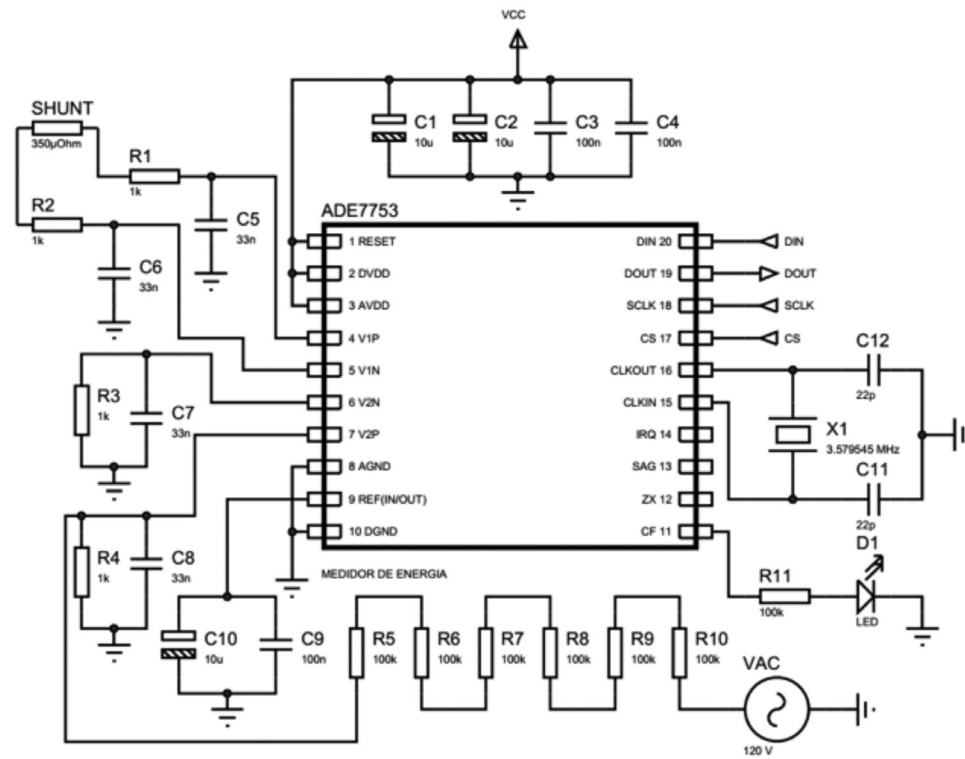 VCC
SHUNT
350µOhm
R1
1k
R2
1k
C1
10u
C2
10u
C3
100n
C4
100n
C5
33n
C6
33n
ADE7753
1 RESET
2 DVDD
3 AVDD
4 V1P
5 V1N
6 V2N
7 V2P
8 AGND
9 REF(IN/OUT)
10 DGND
DIN 20
DOUT 19
SCLK 18
CS 17
CLKOUT 16
CLKIN 15
IRQ 14
SAG 13
ZX 12
CF 11
DIN
DOUT
SCLK
CS
C12
22p
X1
3.579545 MHz
C11
22p
R3
1k
C7
33n
R4
1k
C8
33n
MEDIDOR DE ENERGIA
D1
LED
R11
100k
C10
10u
C9
100n
R5
100k
R6
100k
R7
100k
R8
100k
R9
100k
R10
100k
VAC
120 V